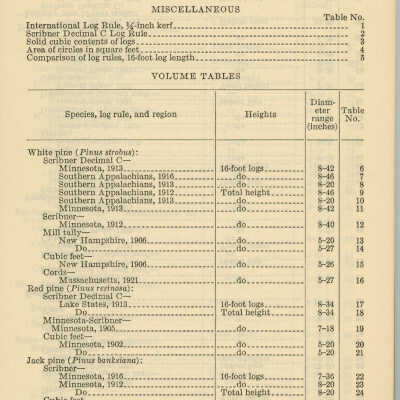 MISCELLANEOUS
Table No.
International Log Rule, ¼-inch kerf 1
Scribner Decimal C Log Rule 2
Solid cubic contents of logs 3
Area of circles in square feet 4
Comparison of log rules, 16-foot log length 5
VOLUME TABLES
Species, log rule, and region Heights Diameter range (inches) Table No.
White pine (Pinus strobus):
Scribner Decimal C—
Minnesota, 1913 16-foot logs 8–42 6
Southern Appalachians, 1916 do 8–46 7
Southern Appalachians, 1913 do 8–20 8
Southern Appalachians, 1912 Total height 8–46 9
Southern Appalachians, 1913 do 8–20 10
Minnesota, 1913 do 8–42 11
Scribner—
Minnesota, 1912 do 8–40 12
Mill tally—
New Hampshire, 1906 do 5–20 13
Do do 5–27 14
Cubic feet—
New Hampshire, 1906 do 5–26 15
Cords—
Massachusetts, 1921 do 5–27 16
Red pine (Pinus resinosa):
Scribner Decimal C—
Lake States, 1913 16-foot logs 8–34 17
Do Total height 8–34 18
Minnesota-Scribner—
Minnesota, 1905 do 7–18 19
Cubic feet—
Minnesota, 1902 do 5–20 20
Do do 5–20 21
Jack pine (Pinus banksiana):
Scribner—
Minnesota, 1916 16-foot logs 7–36 22
Minnesota, 1912 do 8–20 23
Do Total height 8–20 24
Cubic feet—